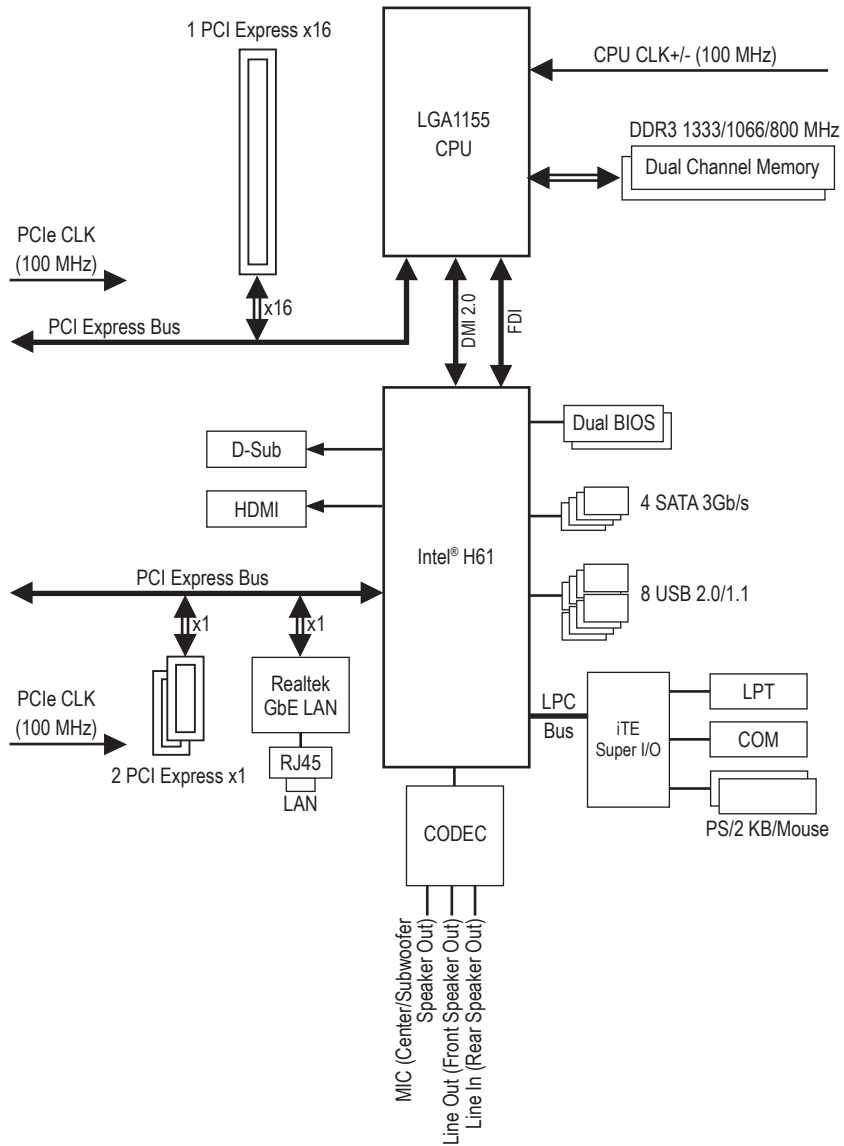 1 PCI Express x16
CPU CLK+/- (100 MHz)
LGA1155
CPU
DDR3 1333/1066/800 MHz
Dual Channel Memory
PCIe CLK
(100 MHz)
x16
PCI Express Bus
DMI 2.0
FDI
Dual BIOS
D-Sub
4 SATA 3Gb/s
HDMI
Intel® H61
PCI Express Bus
8 USB 2.0/1.1
x1
x1
Realtek
GbE LAN
PCIe CLK
(100 MHz)
LPC
Bus
iTE
Super I/O
LPT
COM
RJ45
LAN
2 PCI Express x1
PS/2 KB/Mouse
CODEC
MIC (Center/Subwoofer
Speaker Out)
Line Out (Front Speaker Out)
Line In (Rear Speaker Out)